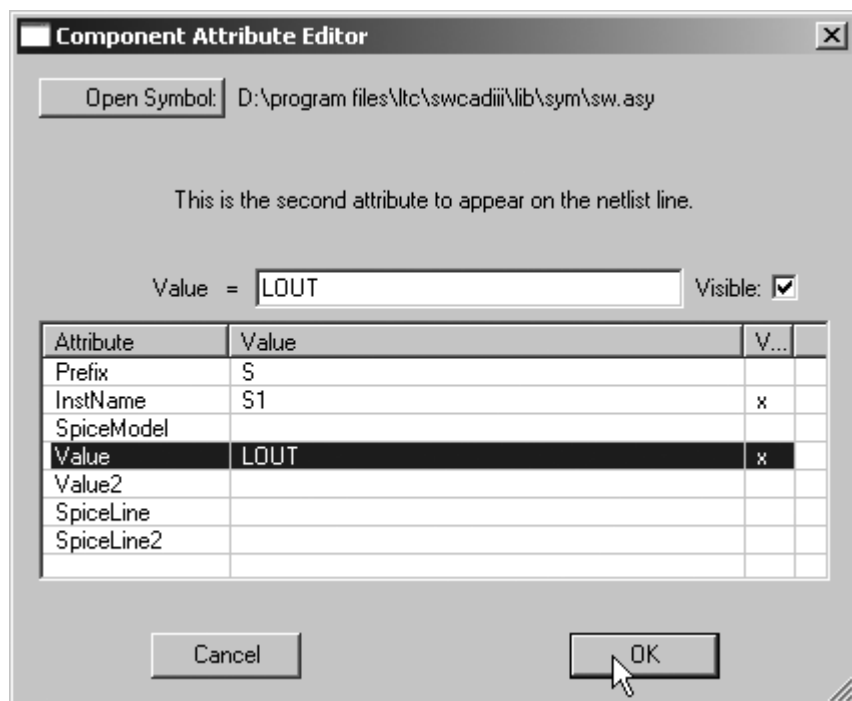 Component Attribute Editor
Open Symbol: D:\program files\ltc\swcadiii\lib\sym\sw.asy
This is the second attribute to appear on the netlist line.
Value = LOUT Visible:
Attribute Value V...
Prefix S
InstName S1 x
SpiceModel
Value LOUT x
Value2
SpiceLine
SpiceLine2
Cancel OK